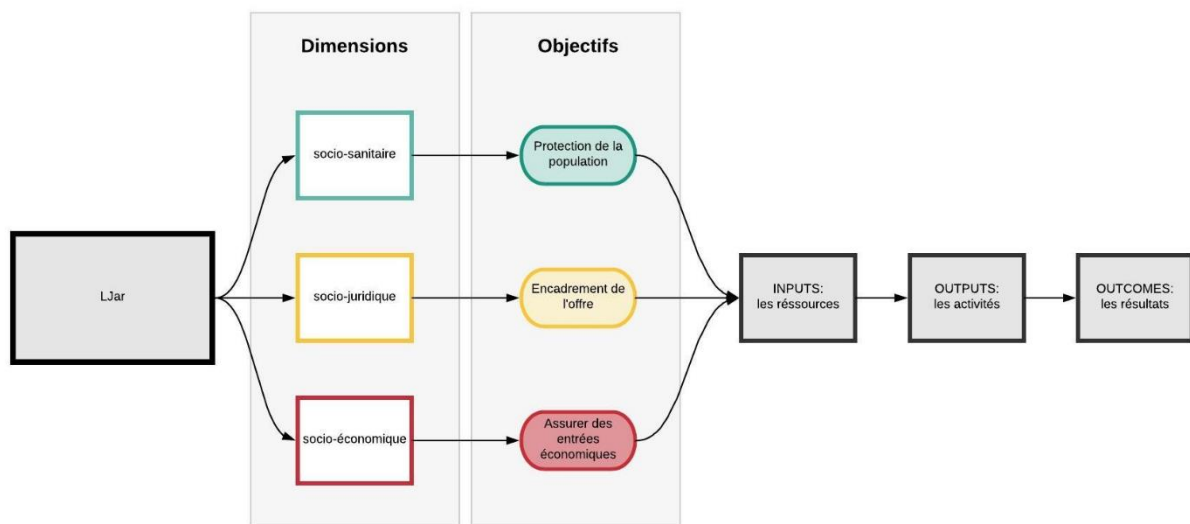 Dimensions
Objectifs
socio-sanitaire
Protection de la
population
LJar
socio-juridique
Encadrement de
l'offre
INPUTS:
les réssources
OUTPUTS:
les activités
OUTCOMES:
les résultats
socio-économique
Assurer des
entrées
économiques